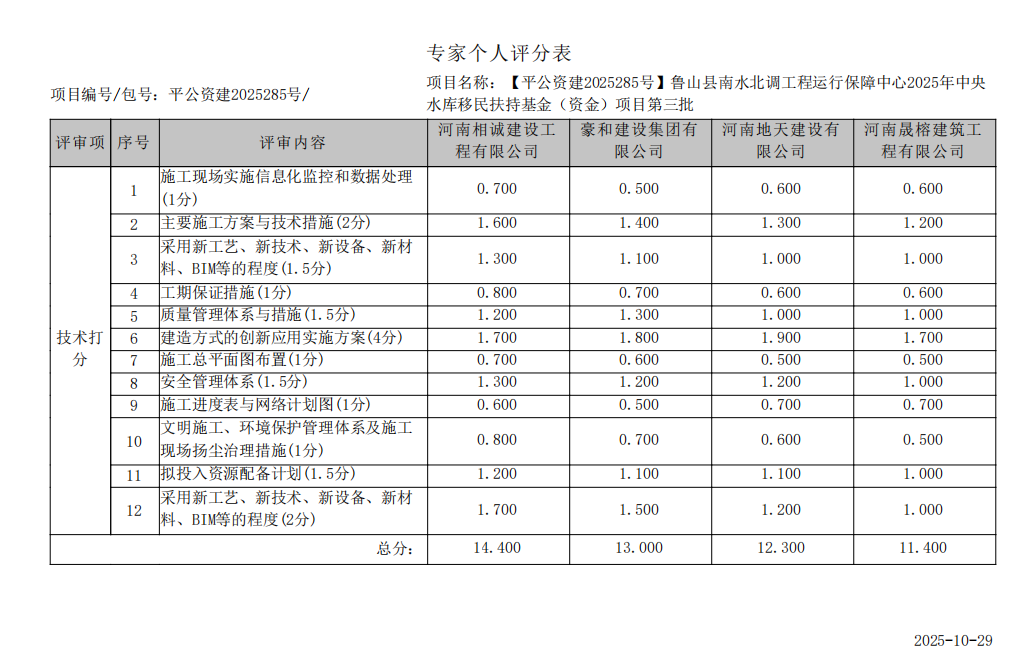 专家个人评分表
项目编号/包号：平公资建2025285号/
项目名称：【平公资建2025285号】鲁山县南水北调工程运行保障中心2025年中央
水库移民扶持基金（资金）项目第三批
评审项 序号 评审内容 河南相诚建设工 豪和建设集团有 河南地天建设有 河南晟榕建筑工
程有限公司 限公司 限公司 程有限公司
技术打
分
1 施工现场实施信息化监控和数据处理 0.700 0.500 0.600 0.600
(1分)
2 主要施工方案与技术措施(2分) 1.600 1.400 1.300 1.200
3 采用新工艺、新技术、新设备、新材 1.300 1.100 1.000 1.000
料、BIM等的程度(1.5分)
4 工期保证措施(1分) 0.800 0.700 0.600 0.600
5 质量管理体系与措施(1.5分) 1.200 1.300 1.000 1.000
6 建造方式的创新应用实施方案(4分) 1.700 1.800 1.900 1.700
7 施工总平面图布置(1分) 0.700 0.600 0.500 0.500
8 安全管理体系(1.5分) 1.300 1.200 1.200 1.000
9 施工进度表与网络计划图(1分) 0.600 0.500 0.700 0.700
10 文明施工、环境保护管理体系及施工 0.800 0.700 0.600 0.500
现场扬尘治理措施(1分)
11 拟投入资源配备计划(1.5分) 1.200 1.100 1.100 1.000
12 采用新工艺、新技术、新设备、新材 1.700 1.500 1.200 1.000
料、BIM等的程度(2分)
总分： 14.400 13.000 12.300 11.400
2025-10-29